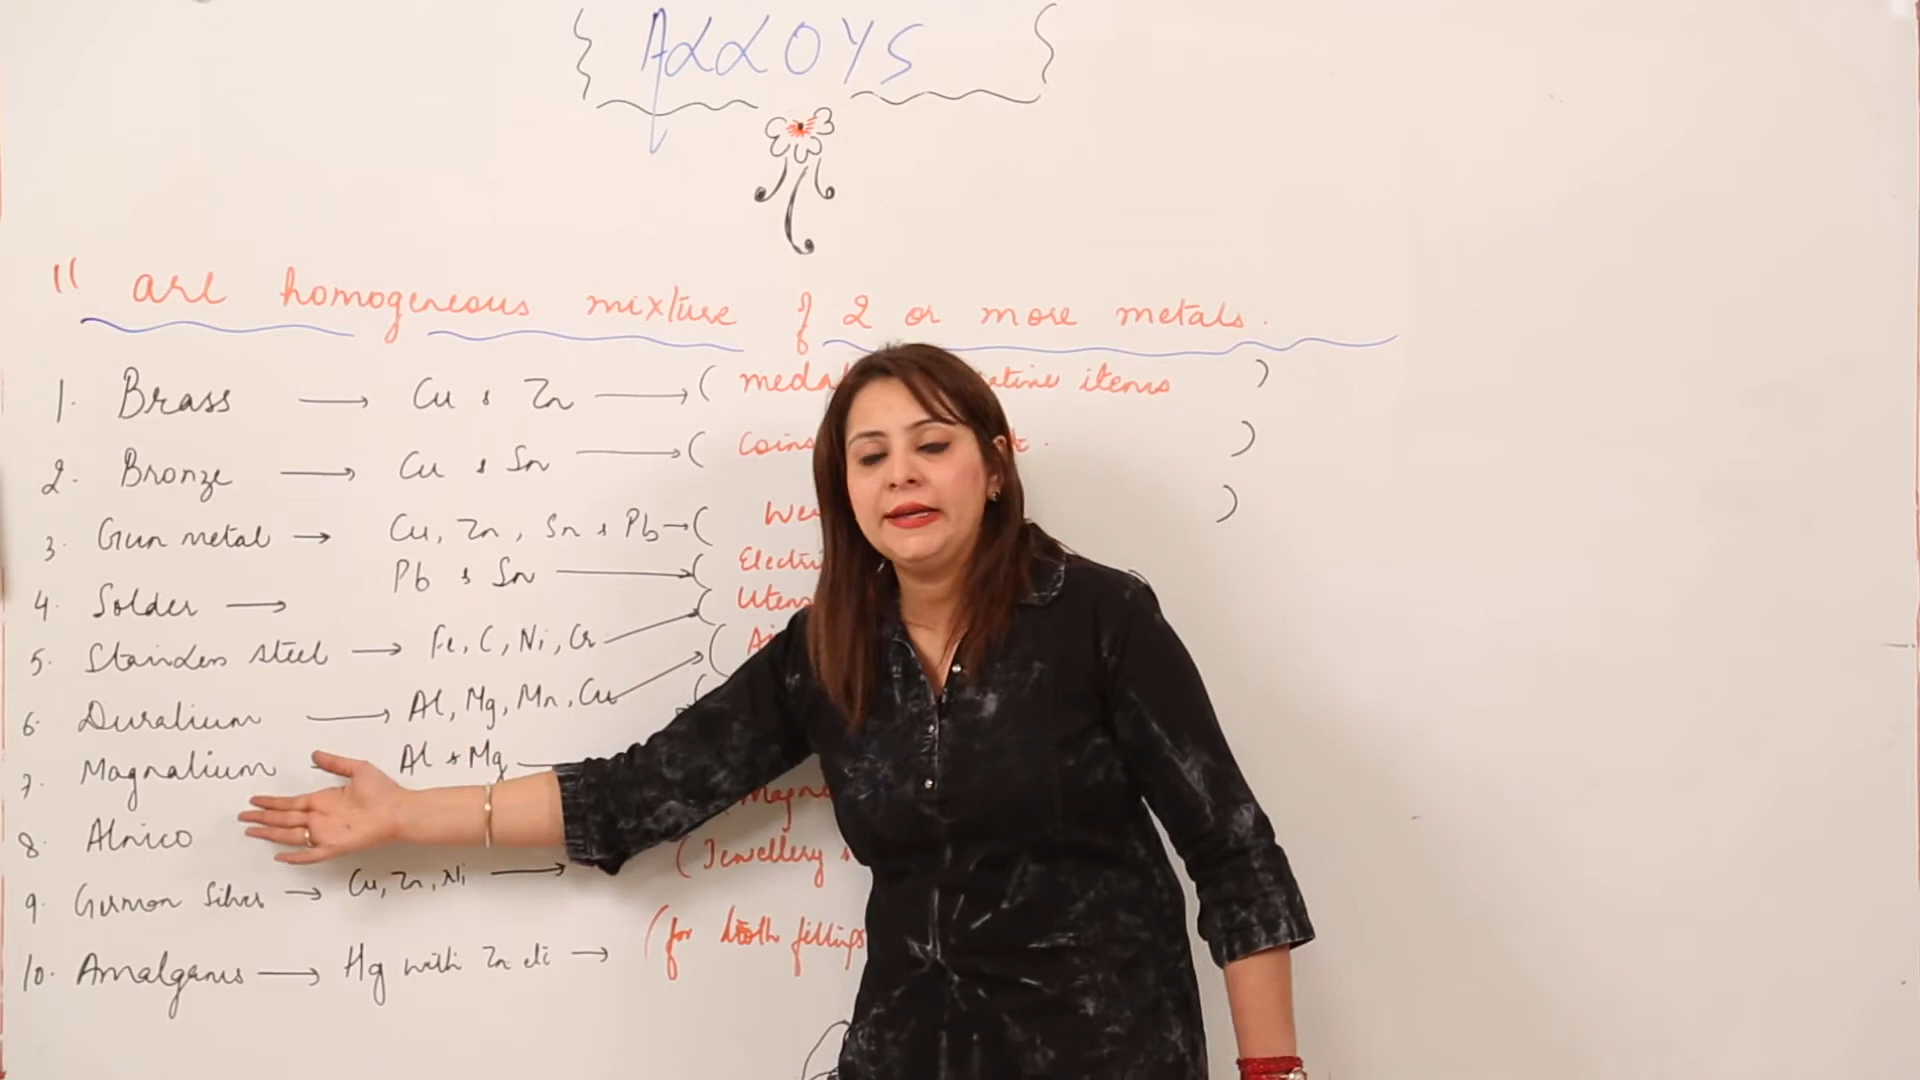 ALLOYS
" are homogeneous mixture of 2 or more metals.
1. Brass → Cu & Zn → ( items )
2. Bronze → Cu & Sn → ( Coins )
3. Gun metal → Cu, Zn, Sn & Pb → ( )
4. Solder → Pb & Sn → (
5. Stainless steel → Fe, C, Ni, Cr → (
6. Duralium → Al, Mg, Mn, Cu → (
7. Magnalium Al & Mg
8. Alnico
9. German Silver → Cu, Zn, Ni → ( Jewellery
10. Amalgams → Hg with Zn etc → (for tooth fillings